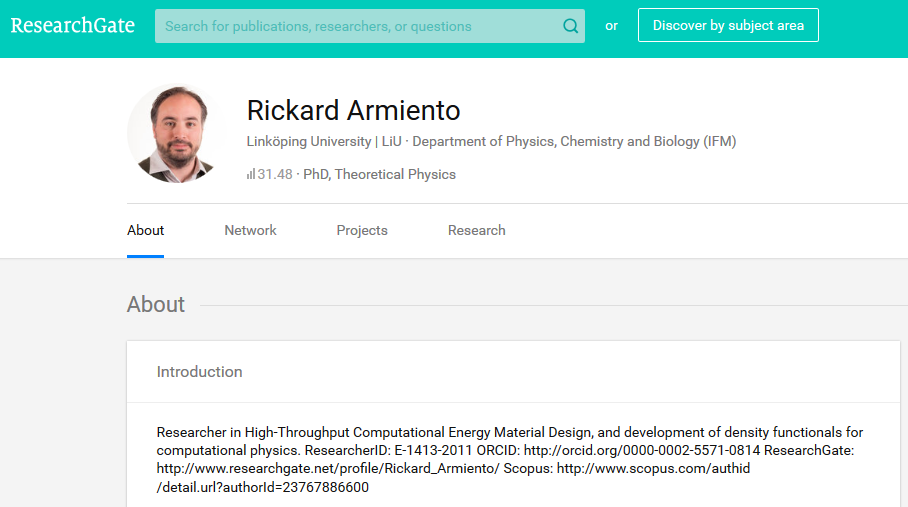 ResearchGate
Search for publications, researchers, or questions
or
Discover by subject area
Rickard Armiento
Linköping University | LiU · Department of Physics, Chemistry and Biology (IFM)
31.48 · PhD, Theoretical Physics
About
Network
Projects
Research
About
Introduction
Researcher in High-Throughput Computational Energy Material Design, and development of density functionals for
computational physics. ResearcherID: E-1413-2011 ORCID: http://orcid.org/0000-0002-5571-0814 ResearchGate:
http://www.researchgate.net/profile/Rickard_Armiento/ Scopus: http://www.scopus.com/authid
/detail.url?authorId=23767886600